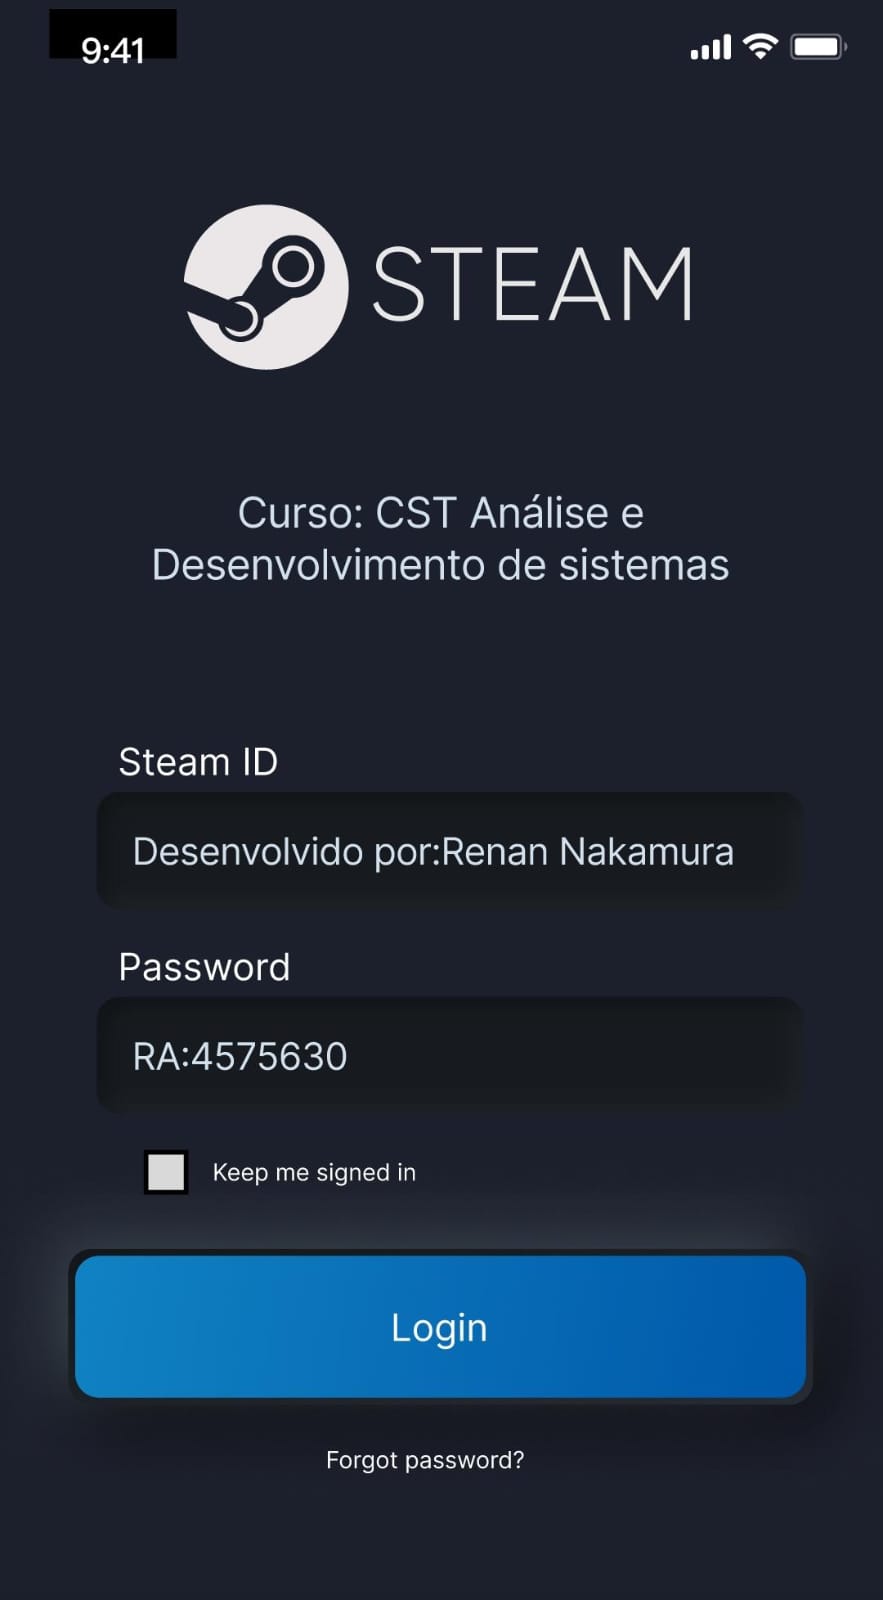 9:41
STEAM
Curso: CST Análise e
Desenvolvimento de sistemas
Steam ID
Desenvolvido por:Renan Nakamura
Password
RA:4575630
Keep me signed in
Login
Forgot password?